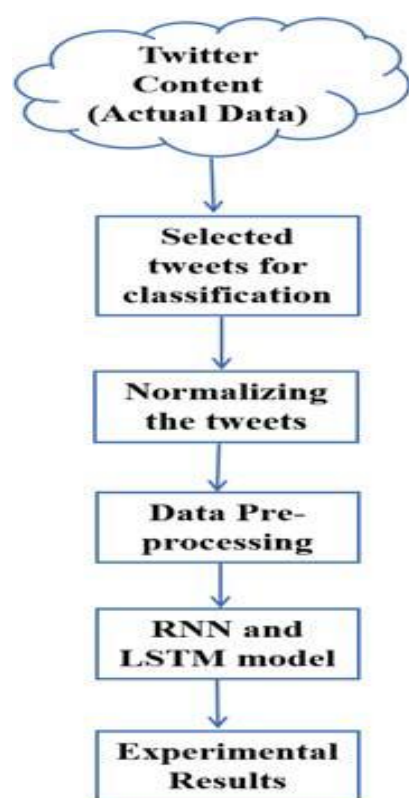 Twitter
Content
(Actual Data)
Selected
tweets for
classification
Normalizing
the tweets
Data Pre-
processing
RNN and
LSTM model
Experimental
Results